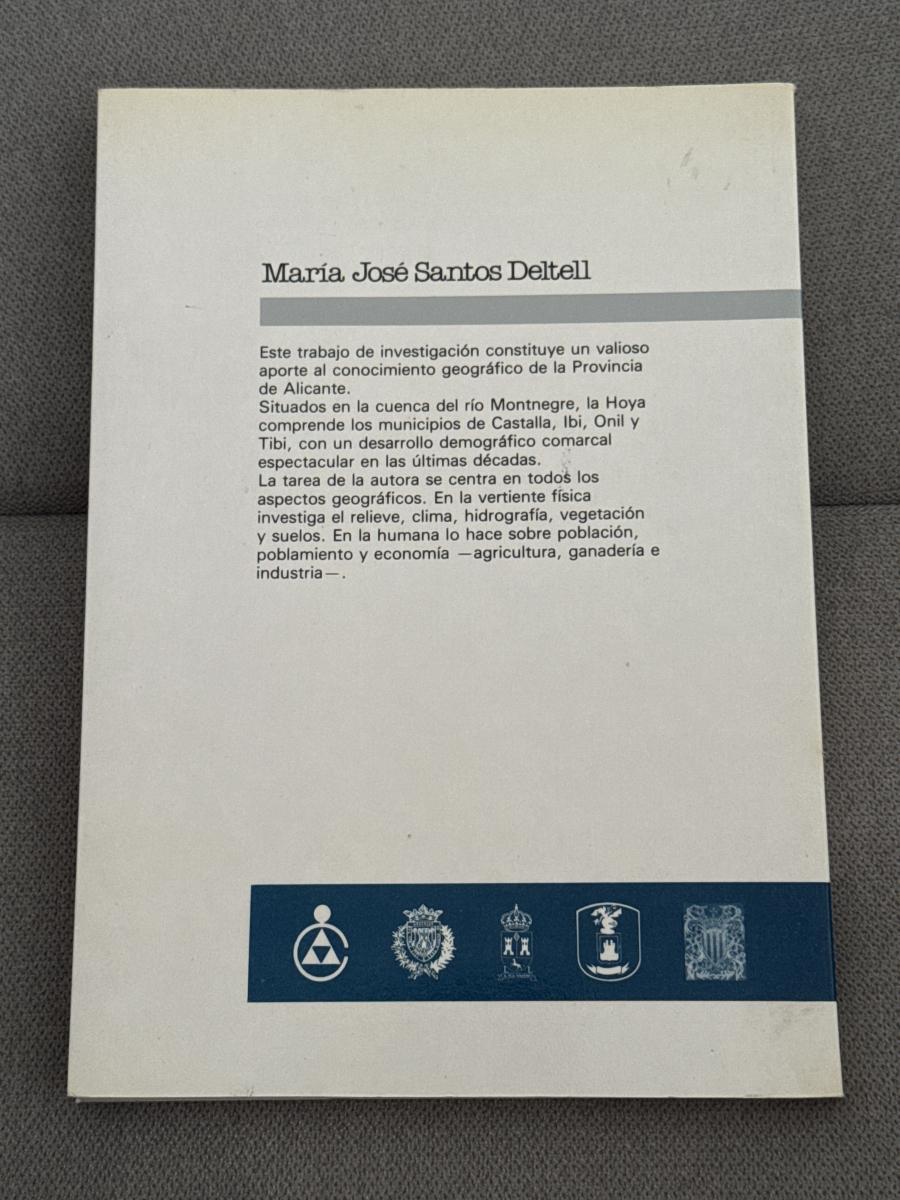 María José Santos Deltell
Este trabajo de investigación constituye un valioso
aporte al conocimiento geográfico de la Provincia
de Alicante.
Situados en la cuenca del río Montnegre, la Hoya
comprende los municipios de Castalla, Ibi, Onil y
Tibi, con un desarrollo demográfico comarcal
espectacular en las últimas décadas.
La tarea de la autora se centra en todos los
aspectos geográficos. En la vertiente física
investiga el relieve, clima, hidrografía, vegetación
y suelos. En la humana lo hace sobre población,
poblamiento y economía —agricultura, ganadería e
industria—.